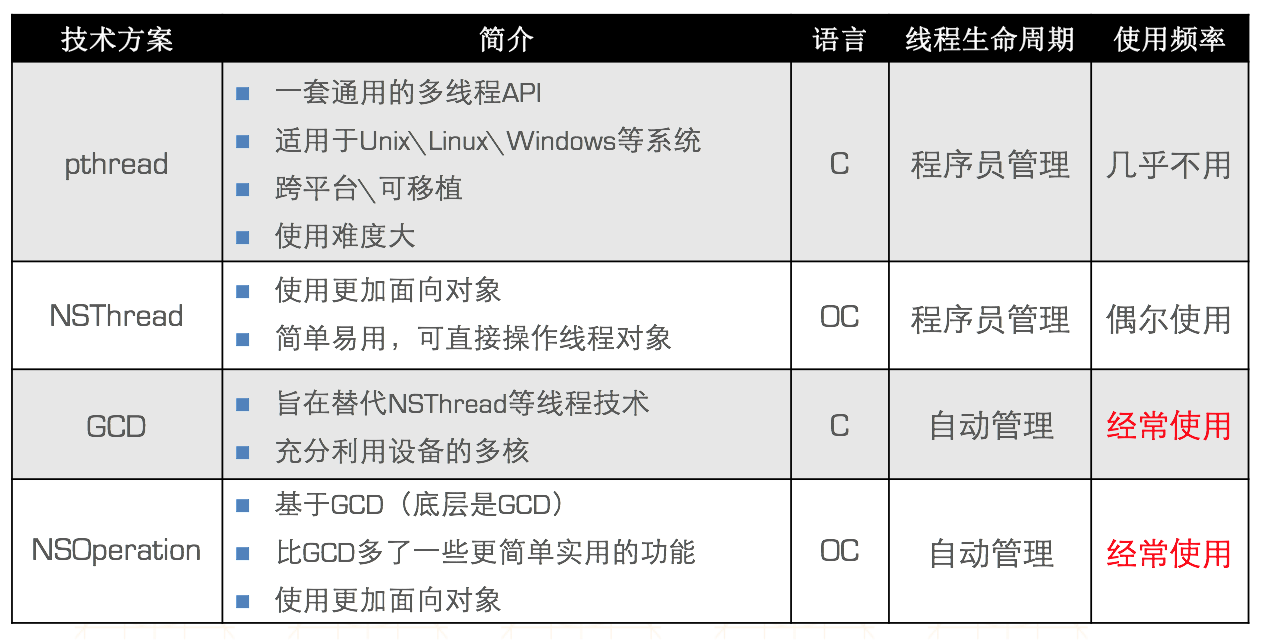 技术方案 简介 语言 线程生命周期 使用频率
pthread
一套通用的多线程API
适用于Unix\Linux\Windows等系统
跨平台\可移植
使用难度大
C
程序员管理
几乎不用
NSThread
使用更加面向对象
简单易用，可直接操作线程对象
OC
程序员管理
偶尔使用
GCD
旨在替代NSThread等线程技术
充分利用设备的多核
C
自动管理
经常使用
NSOperation
基于GCD（底层是GCD）
比GCD多了一些更简单实用的功能
使用更加面向对象
OC
自动管理
经常使用